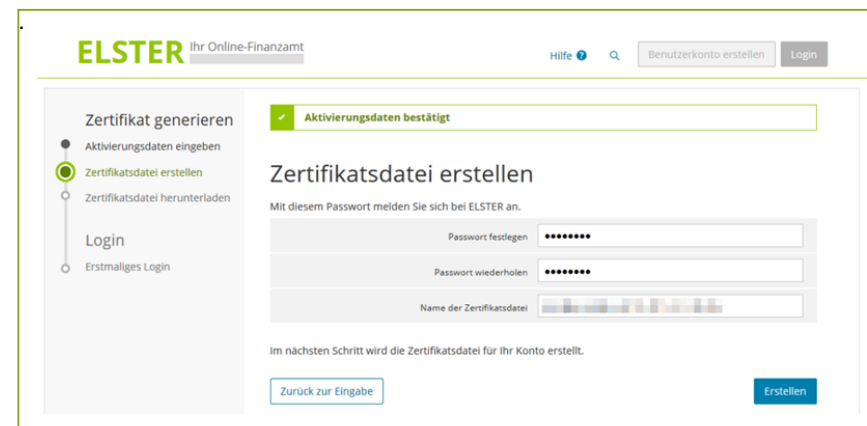 .
ELSTER Ihr Online-Finanzamt
Hilfe ? Benutzerkonto erstellen Login
Zertifikat generieren
Aktivierungsdaten eingeben
Zertifikatsdatei erstellen
Zertifikatsdatei herunterladen
Login
Erstmaliges Login
Aktivierungsdaten bestätigt
Zertifikatsdatei erstellen
Mit diesem Passwort melden Sie sich bei ELSTER an.
Passwort festlegen ••••••••
Passwort wiederholen ••••••••
Name der Zertifikatsdatei
Im nächsten Schritt wird die Zertifikatsdatei für Ihr Konto erstellt.
Zurück zur Eingabe Erstellen